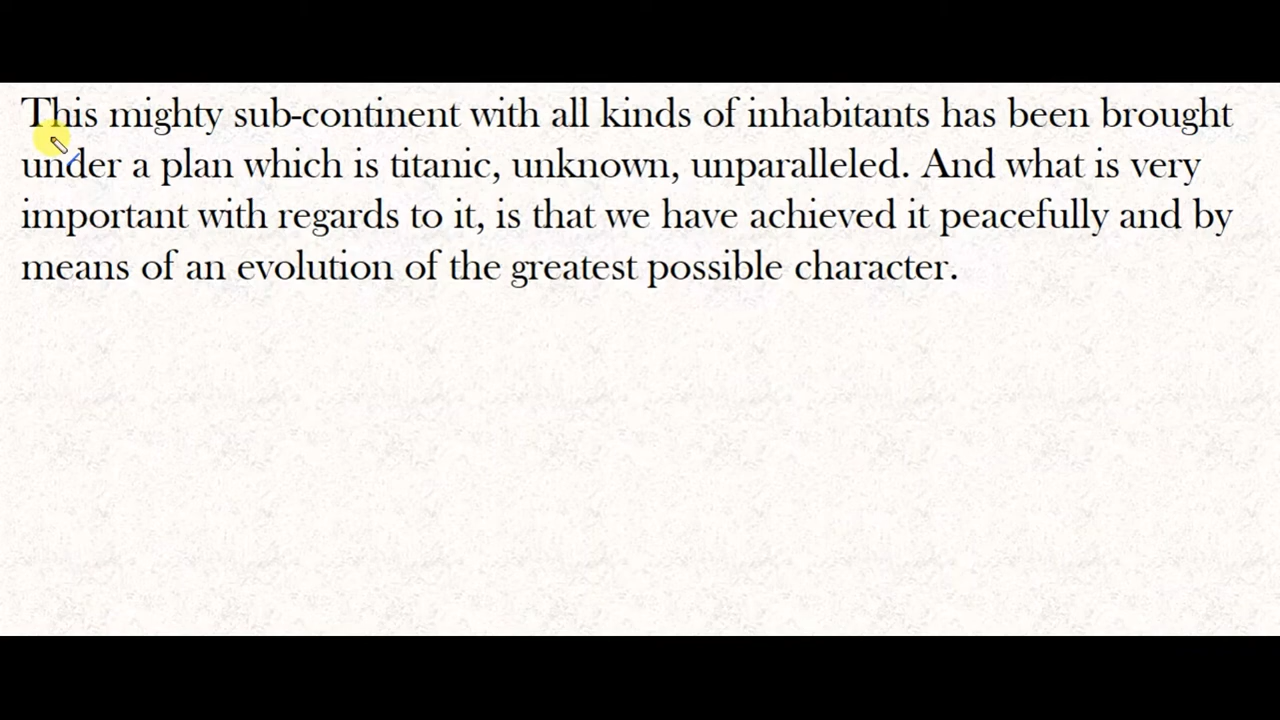 This mighty sub-continent with all kinds of inhabitants has been brought
under a plan which is titanic, unknown, unparalleled. And what is very
important with regards to it, is that we have achieved it peacefully and by
means of an evolution of the greatest possible character.